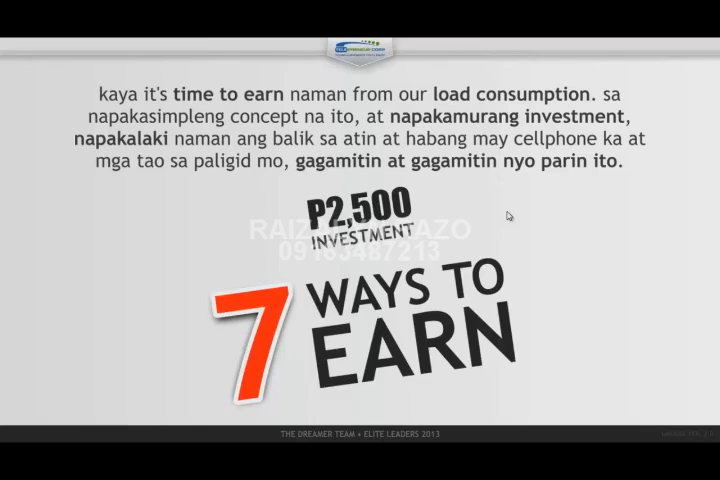 kaya it's time to earn naman from our load consumption. sa
napakasimpleng concept na ito, at napakamurang investment,
napakalaki naman ang balik sa atin at habang may cellphone ka at
mga tao sa paligid mo, gagamitin at gagamitin nyo parin ito.
P2,500
INVESTMENT
09163487213
7 WAYS TO
EARN
THE DREAMER TEAM • ELITE LEADERS 2013